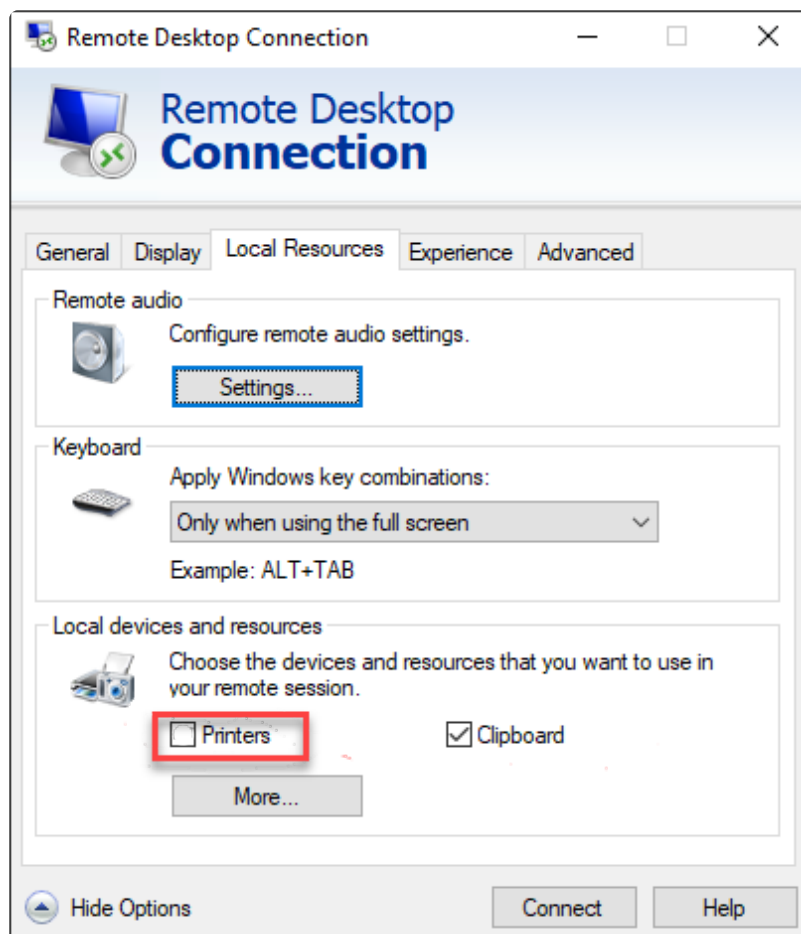 Remote Desktop Connection
Remote Desktop
Connection
General Display Local Resources Experience Advanced
Remote audio
Configure remote audio settings.
Settings...
Keyboard
Apply Windows key combinations:
Only when using the full screen
Example: ALT+TAB
Local devices and resources
Choose the devices and resources that you want to use in
your remote session.
Printers Clipboard
More...
Hide Options Connect Help